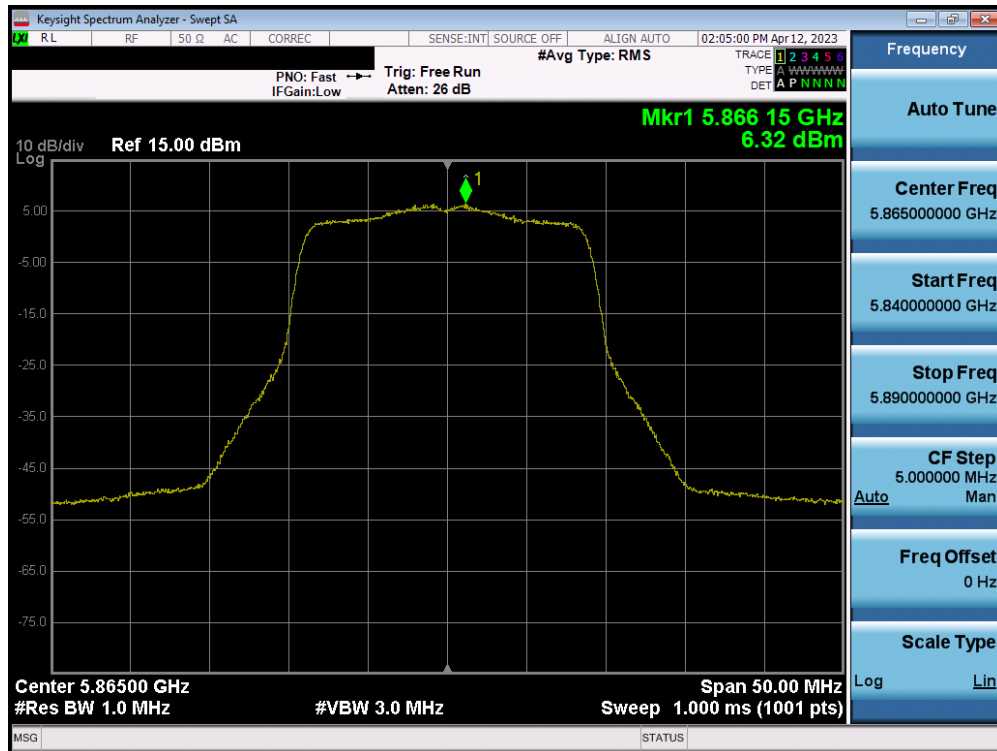 Keysight Spectrum Analyzer - Swept SA
LXI RL RF 50 Ω AC CORREC SENSE:INT SOURCE OFF ALIGN AUTO 02:05:00 PM Apr 12, 2023
#Avg Type: RMS
TRACE 1 2 3 4 5 6
TYPE A WWWWW
DET A P N N N N
PNO: Fast
IFGain:Low
Trig: Free Run
Atten: 26 dB
Mkr1 5.866 15 GHz
6.32 dBm
10 dB/div
Log
Ref 15.00 dBm
1
5.00
-5.00
-15.0
-25.0
-35.0
-45.0
-55.0
-65.0
-75.0
Center 5.86500 GHz
Span 50.00 MHz
#Res BW 1.0 MHz
#VBW 3.0 MHz
Sweep 1.000 ms (1001 pts)
MSG
STATUS
Frequency
Auto Tune
Center Freq
5.865000000 GHz
Start Freq
5.840000000 GHz
Stop Freq
5.890000000 GHz
CF Step
5.000000 MHz
Auto Man
Freq Offset
0 Hz
Scale Type
Log Lin